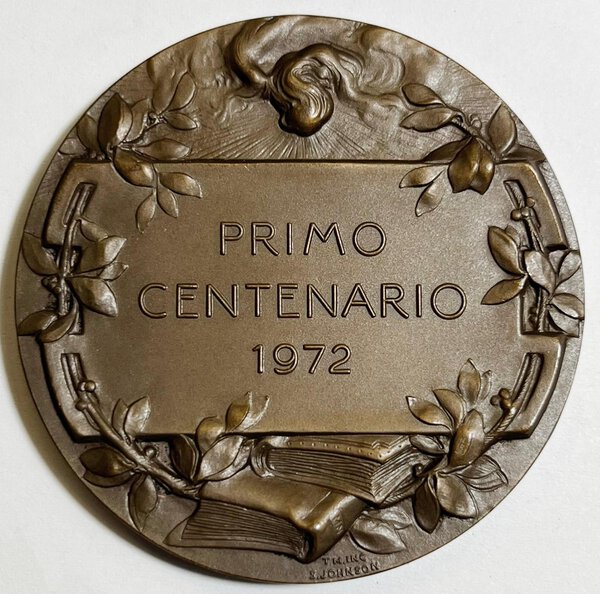 PRIMO
CENTENARIO
1972
T M.INC
S.JOHNSON